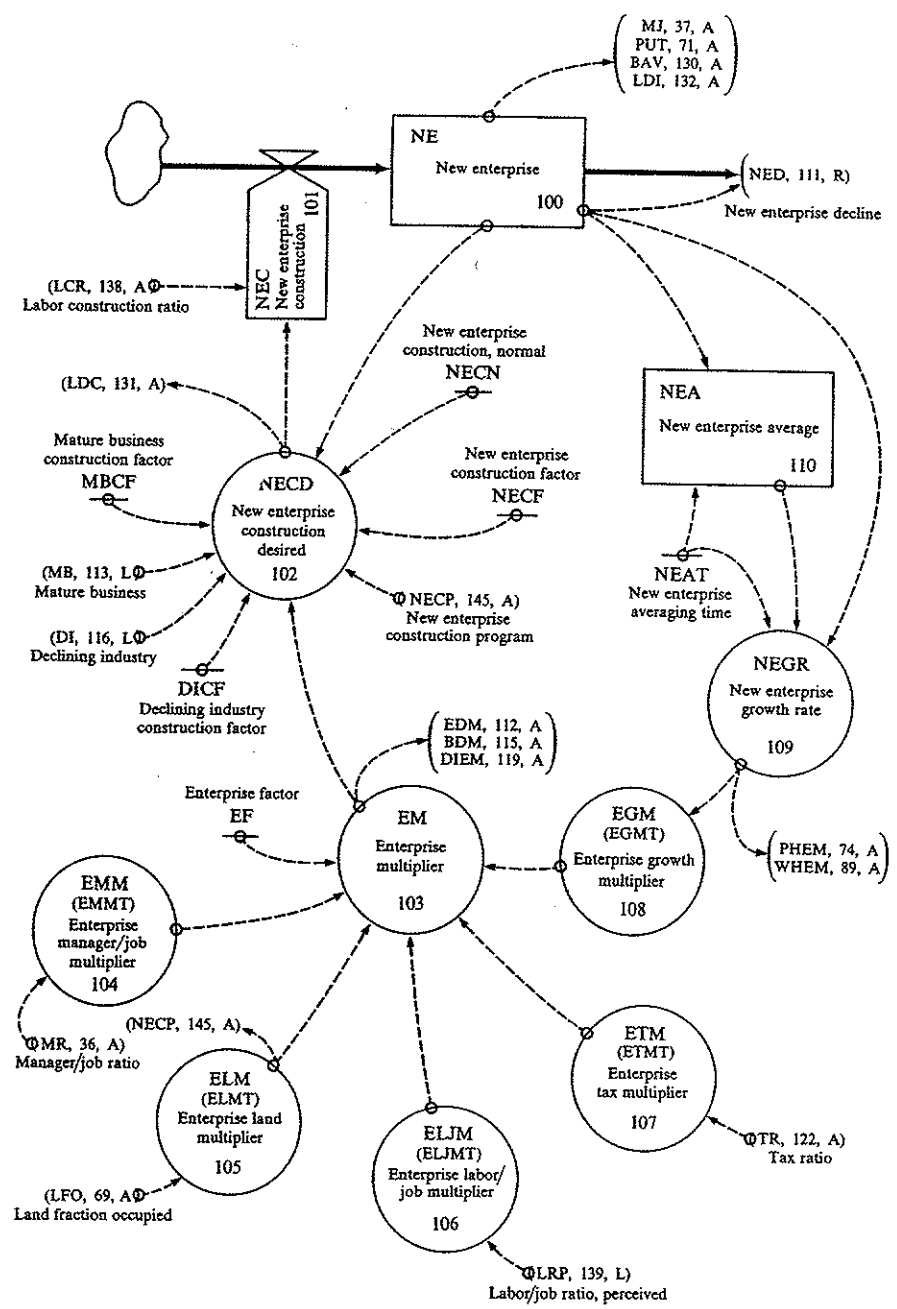 MJ, 37, A
PUT, 71, A
BAV, 130, A
LDI, 132, A
NE
New enterprise
100
(NED, 111, R)
New enterprise decline
NEC
New enterprise
construction
101
(LCR, 138, A)
Labor construction ratio
New enterprise
construction, normal
NECN
(LDC, 131, A)
NEA
New enterprise average
110
Mature business
construction factor
MBCF
New enterprise
construction factor
NECF
NECD
New enterprise
construction
desired
102
(MB, 113, L)
Mature business
(NECP, 145, A)
New enterprise
construction program
NEAT
New enterprise
averaging time
(DI, 116, L)
Declining industry
DICF
Declining industry
construction factor
NEGR
New enterprise
growth rate
109
EDM, 112, A
BDM, 115, A
DIEM, 119, A
Enterprise factor
EF
EM
Enterprise
multiplier
103
EGM
(EGMT)
Enterprise growth
multiplier
108
PHEM, 74, A
WHEM, 89, A
EMM
(EMMT)
Enterprise
manager/job
multiplier
104
(MR, 36, A)
Manager/job ratio
(NECP, 145, A)
ELM
(ELMT)
Enterprise land
multiplier
105
(LFO, 69, A)
Land fraction occupied
ELJM
(ELJMT)
Enterprise labor/
job multiplier
106
(LRP, 139, L)
Labor/job ratio, perceived
ETM
(ETMT)
Enterprise
tax multiplier
107
(TR, 122, A)
Tax ratio